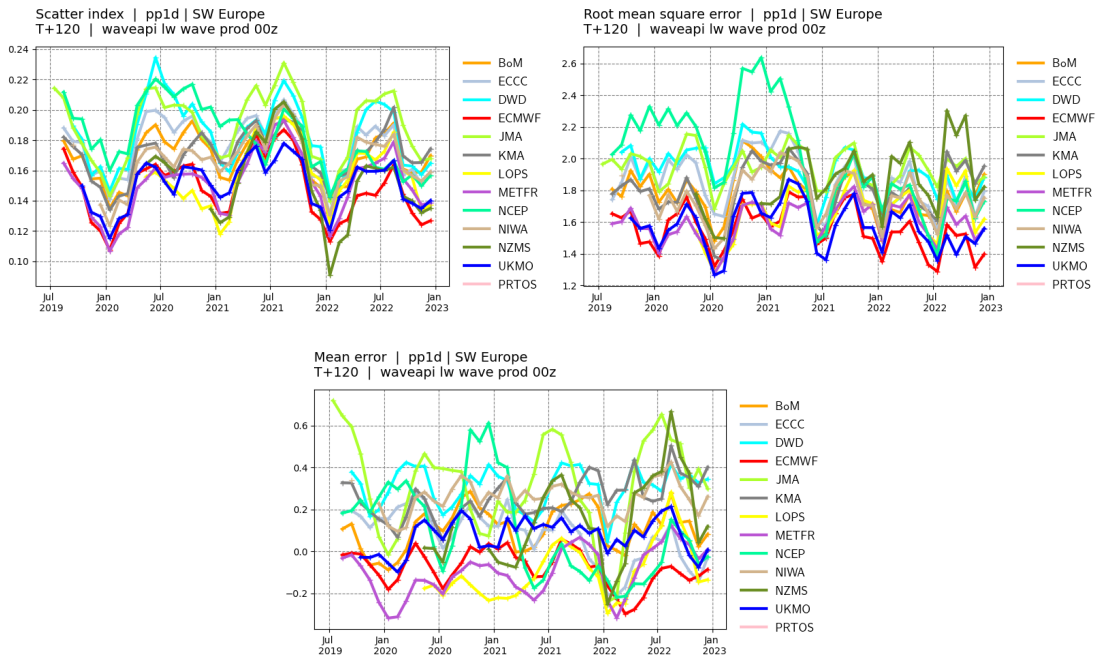 Scatter index | pp1d | SW Europe
T+120 | waveapi lw wave prod 00z
0.24
0.22
0.20
0.18
0.16
0.14
0.12
0.10
Jul
2019
Jan
2020
Jul
2020
Jan
2021
Jul
2021
Jan
2022
Jul
2022
Jan
2023
BoM
ECCC
DWD
ECMWF
JMA
KMA
LOPS
METFR
NCEP
NIWA
NZMS
UKMO
PRTOS
Root mean square error | pp1d | SW Europe
T+120 | waveapi lw wave prod 00z
2.6
2.4
2.2
2.0
1.8
1.6
1.4
1.2
Jul
2019
Jan
2020
Jul
2020
Jan
2021
Jul
2021
Jan
2022
Jul
2022
Jan
2023
BoM
ECCC
DWD
ECMWF
JMA
KMA
LOPS
METFR
NCEP
NIWA
NZMS
UKMO
PRTOS
Mean error | pp1d | SW Europe
T+120 | waveapi lw wave prod 00z
0.6
0.4
0.2
0.0
−0.2
Jul
2019
Jan
2020
Jul
2020
Jan
2021
Jul
2021
Jan
2022
Jul
2022
Jan
2023
BoM
ECCC
DWD
ECMWF
JMA
KMA
LOPS
METFR
NCEP
NIWA
NZMS
UKMO
PRTOS